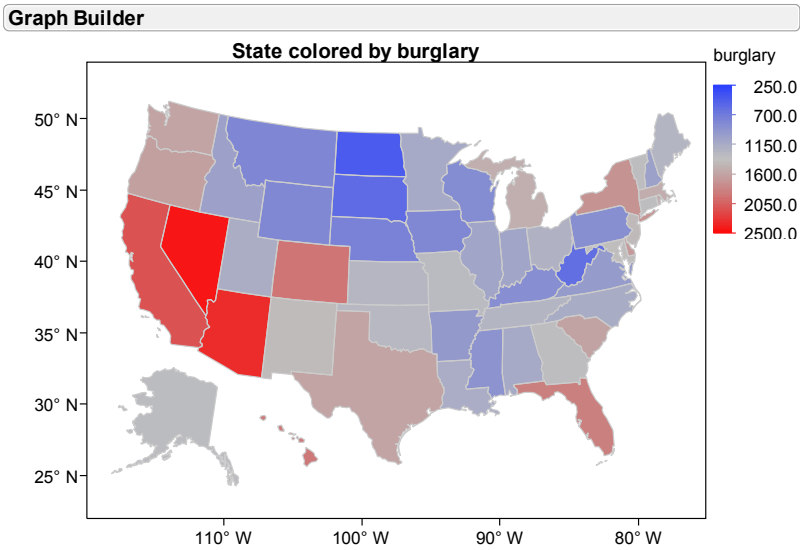 Graph Builder
State colored by burglary
burglary
250.0
700.0
1150.0
1600.0
2050.0
2500.0
50° N
45° N
40° N
35° N
30° N
25° N
110° W 100° W 90° W 80° W